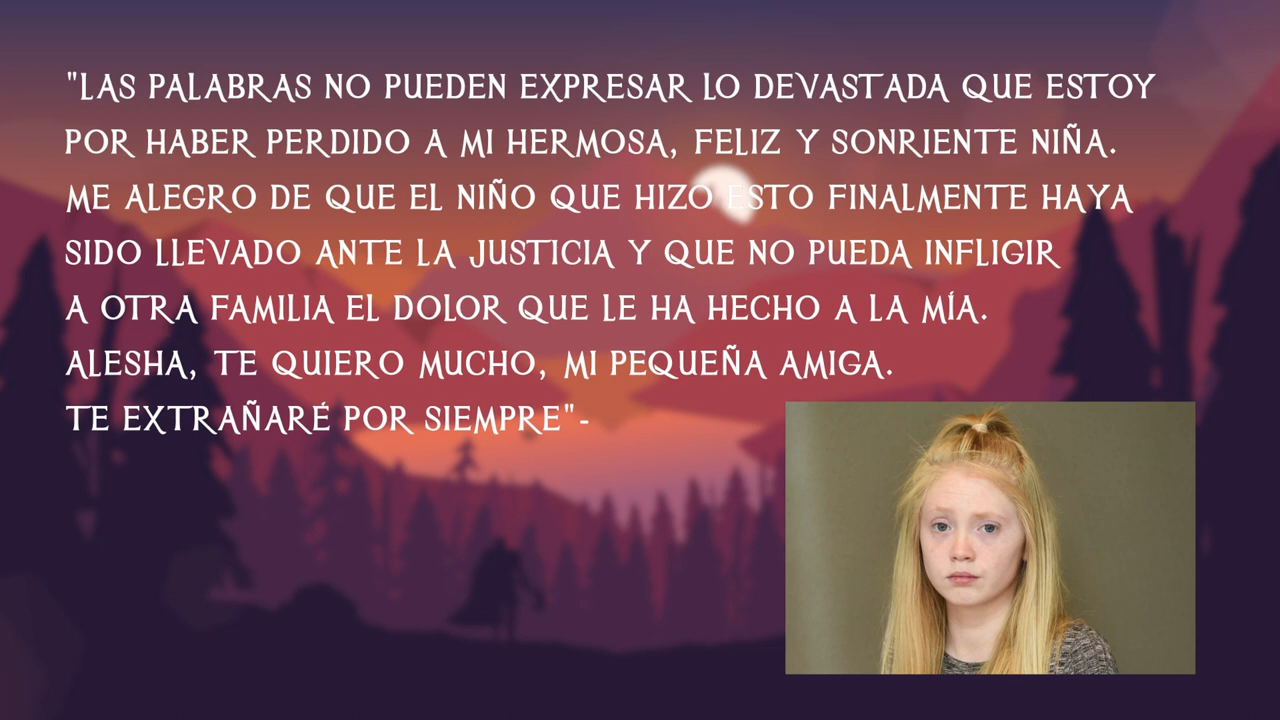 "LAS PALABRAS NO PUEDEN EXPRESAR LO DEVASTADA QUE ESTOY
POR HABER PERDIDO A MI HERMOSA, FELIZ Y SONRIENTE NIÑA.
ME ALEGRO DE QUE EL NIÑO QUE HIZO ESTO FINALMENTE HAYA
SIDO LLEVADO ANTE LA JUSTICIA Y QUE NO PUEDA INFLIGIR
A OTRA FAMILIA EL DOLOR QUE LE HA HECHO A LA MÍA.
ALESHA, TE QUIERO MUCHO, MI PEQUEÑA AMIGA.
TE EXTRAÑARÉ POR SIEMPRE"-